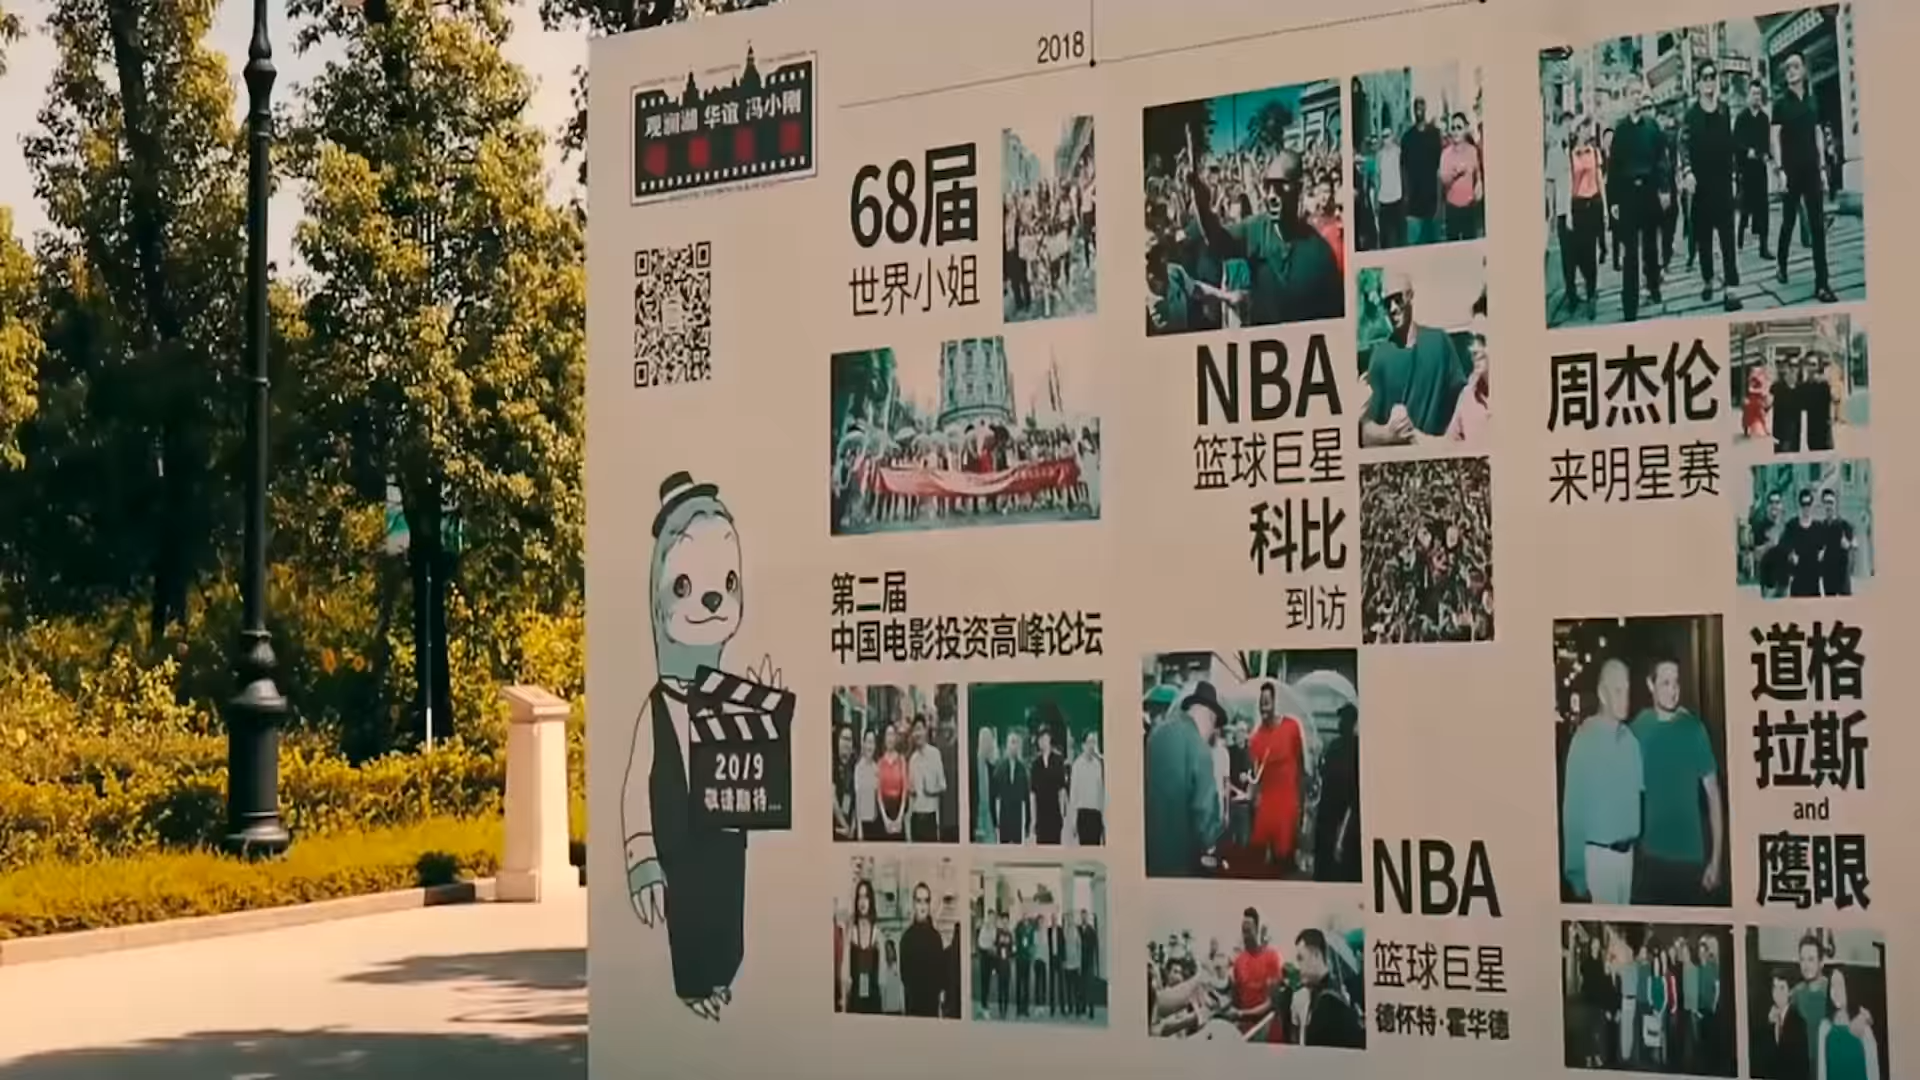 2018
观澜湖 华谊 冯小刚
68届
世界小姐
第二届
中国电影投资高峰论坛
20/9
敬请期待...
NBA
篮球巨星
科比
到访
NBA
篮球巨星
德怀特·霍华德
周杰伦
来明星赛
道格
拉斯
and
鹰眼